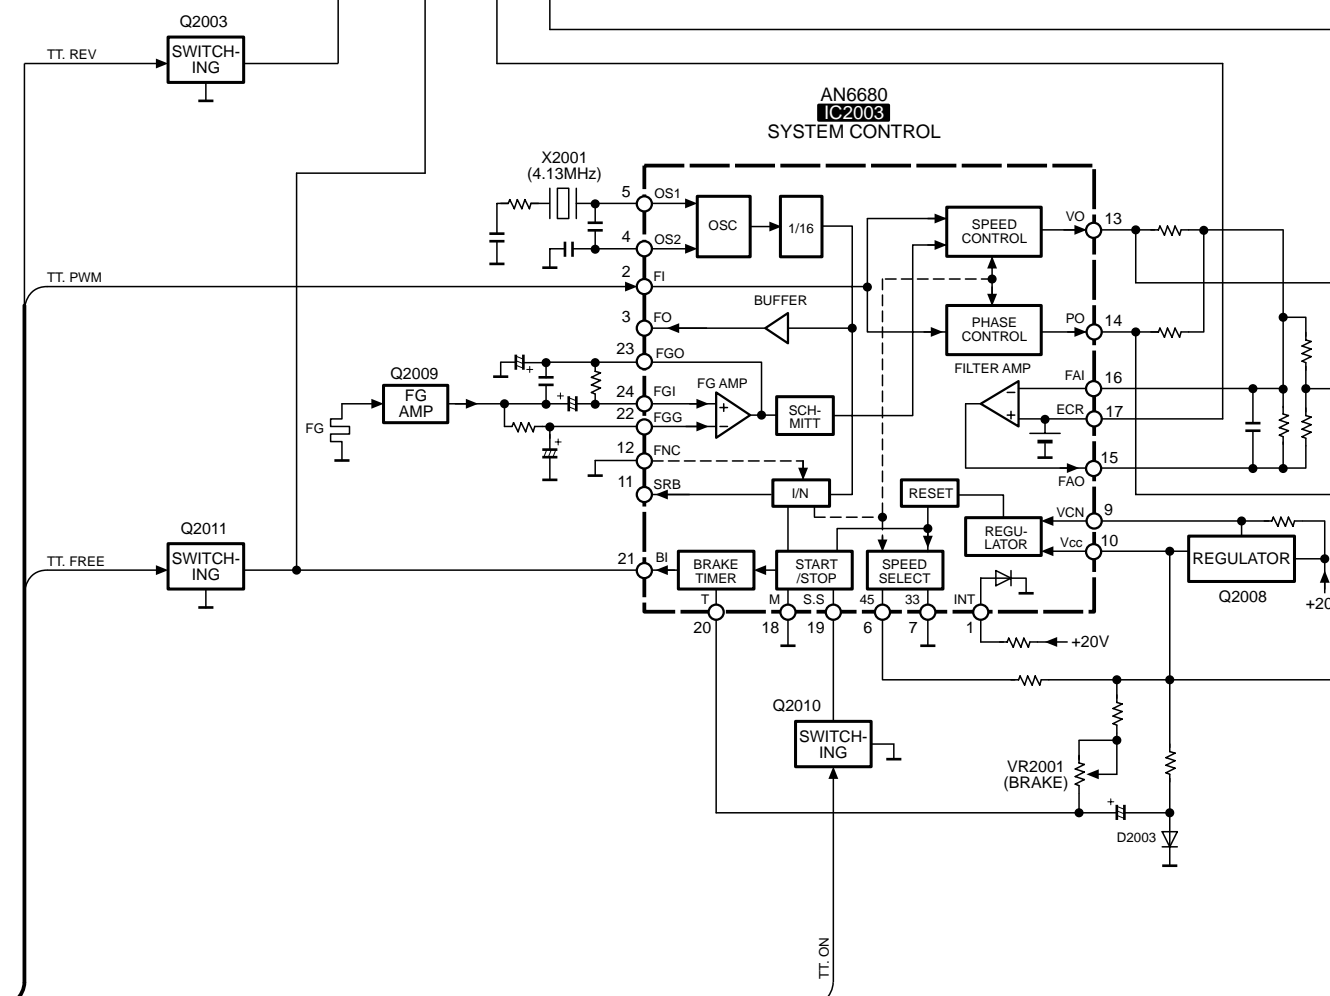 Q2003
SWITCH-
ING
TT. REV
AN6680
IC2003
SYSTEM CONTROL
X2001
(4.13MHz)
5
OS1
OSC
1/16
4
OS2
SPEED
CONTROL
VO
13
TT. PWM
2
FI
BUFFER
3
FO
PHASE
CONTROL
PO
14
23
FGO
FILTER AMP
Q2009
FG
AMP
FG
24
FGI
FG AMP
+
−
22
FGG
SCH-
MITT
FAI
16
−
+
ECR
17
+
+
+
12
FNC
15
FAO
11
SRB
I/N
RESET
REGU-
LATOR
VCN
9
Vcc
10
REGULATOR
Q2008
+20
Q2011
SWITCH-
ING
TT. FREE
21
BI
BRAKE
TIMER
START
/STOP
SPEED
SELECT
T
M
S.S
45
33
INT
20
18
19
6
7
1
+20V
Q2010
SWITCH-
ING
VR2001
(BRAKE)
+
D2003
TT. ON